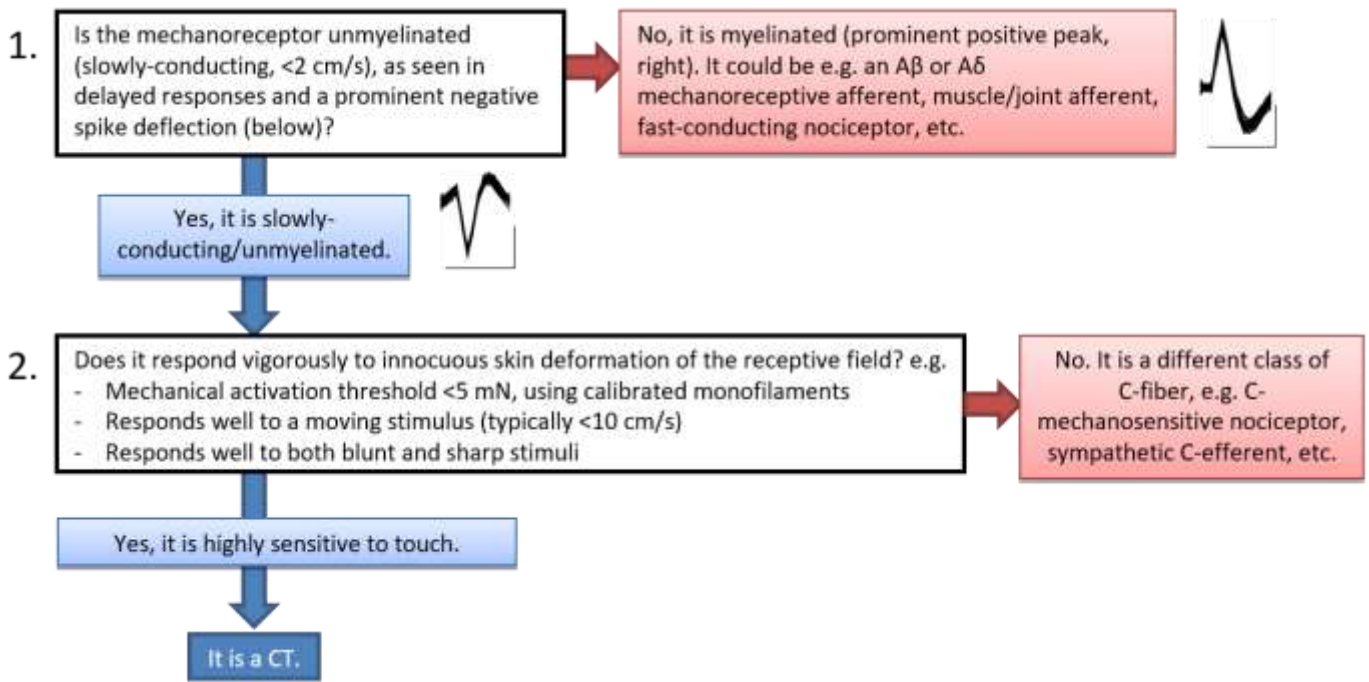 1.
Is the mechanoreceptor unmyelinated
(slowly-conducting, <2 cm/s), as seen in
delayed responses and a prominent negative
spike deflection (below)?
No, it is myelinated (prominent positive peak,
right). It could be e.g. an Aβ or Aδ
mechanoreceptive afferent, muscle/joint afferent,
fast-conducting nociceptor, etc.
Yes, it is slowly-
conducting/unmyelinated.
2.
Does it respond vigorously to innocuous skin deformation of the receptive field? e.g.
- Mechanical activation threshold <5 mN, using calibrated monofilaments
- Responds well to a moving stimulus (typically <10 cm/s)
- Responds well to both blunt and sharp stimuli
No. It is a different class of
C-fiber, e.g. C-
mechanosensitive nociceptor,
sympathetic C-efferent, etc.
Yes, it is highly sensitive to touch.
It is a CT.